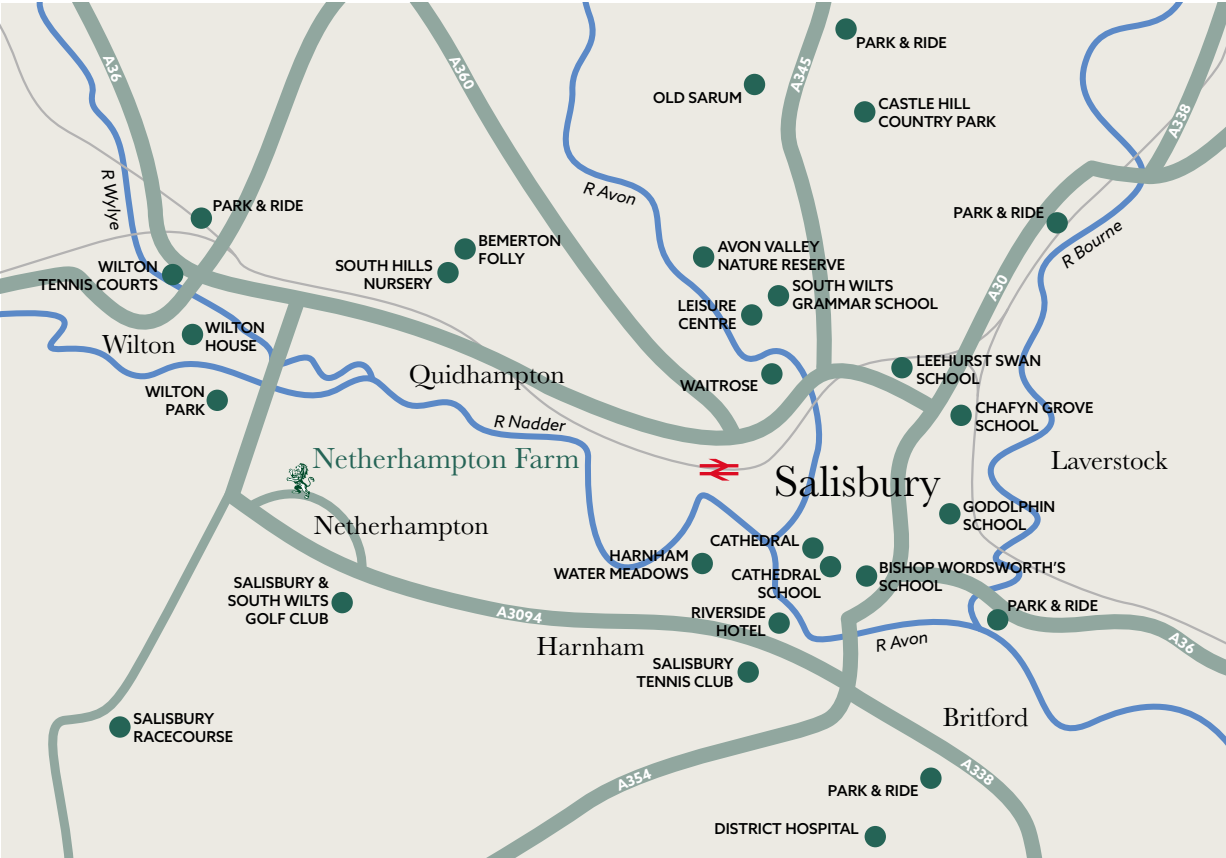 PARK & RIDE
A36
A360
A345
OLD SARUM
CASTLE HILL
COUNTRY PARK
A338
R Wylye
R Avon
PARK & RIDE
PARK & RIDE
R Bourne
BEMERTON
FOLLY
SOUTH HILLS
NURSERY
AVON VALLEY
NATURE RESERVE
WILTON
TENNIS COURTS
SOUTH WILTS
GRAMMAR SCHOOL
A30
LEISURE
CENTRE
WILTON
HOUSE
Wilton
LEEHURST SWAN
SCHOOL
Quidhampton
WAITROSE
WILTON
PARK
CHAFYN GROVE
SCHOOL
R Nadder
Netherhampton Farm
Laverstock
Salisbury
GODOLPHIN
SCHOOL
Netherhampton
CATHEDRAL
HARNHAM
WATER MEADOWS
CATHEDRAL
SCHOOL
BISHOP WORDSWORTH'S
SCHOOL
SALISBURY &
SOUTH WILTS
GOLF CLUB
PARK & RIDE
A3094
RIVERSIDE
HOTEL
R Avon
A36
Harnham
SALISBURY
TENNIS CLUB
Britford
SALISBURY
RACECOURSE
A354
A338
PARK & RIDE
DISTRICT HOSPITAL